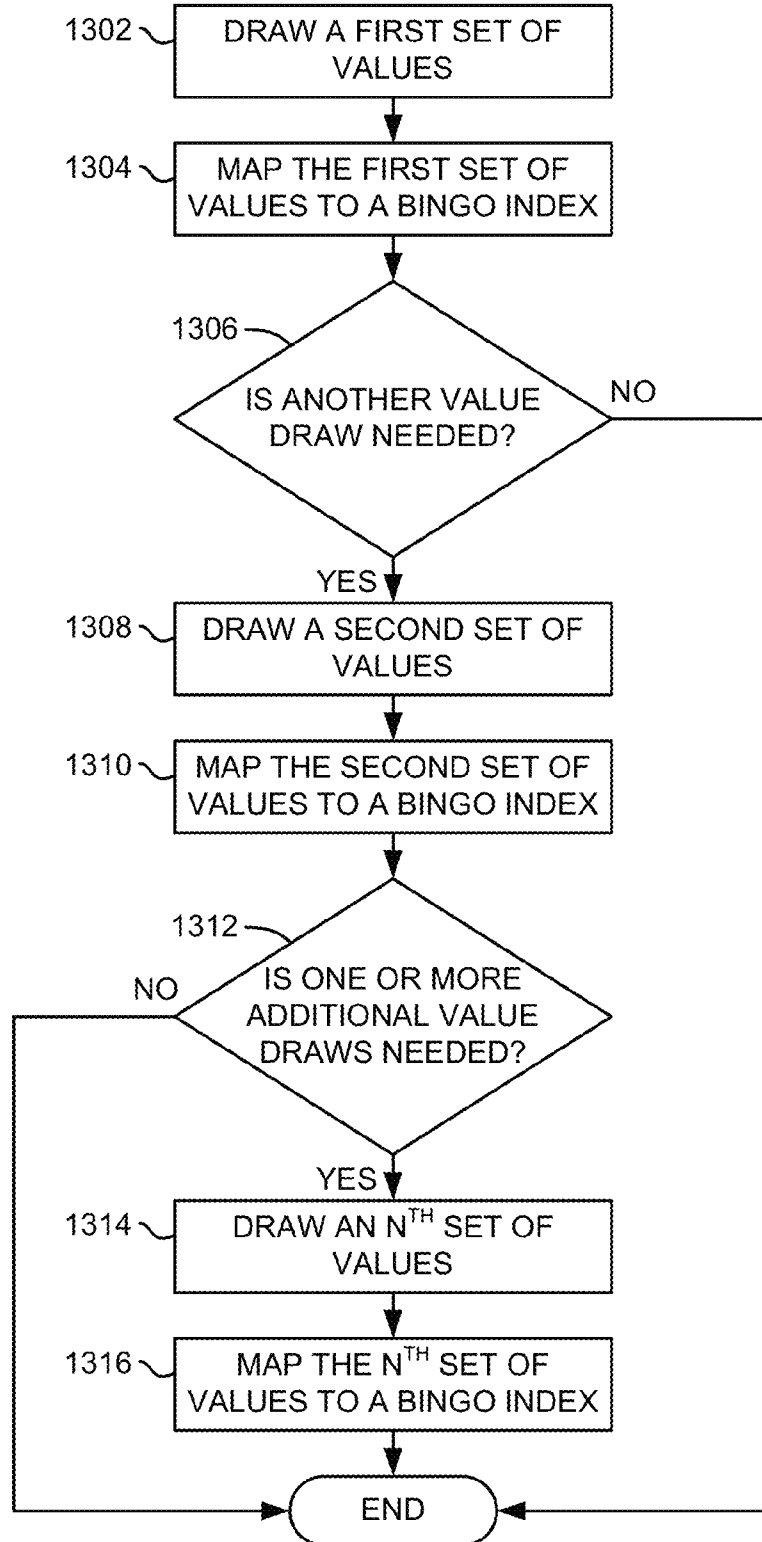 1302
DRAW A FIRST SET OF
VALUES
1304
MAP THE FIRST SET OF
VALUES TO A BINGO INDEX
1306
IS ANOTHER VALUE
DRAW NEEDED?
NO
YES
1308
DRAW A SECOND SET OF
VALUES
1310
MAP THE SECOND SET OF
VALUES TO A BINGO INDEX
1312
NO
IS ONE OR MORE
ADDITIONAL VALUE
DRAWS NEEDED?
YES
1314
DRAW AN NTH SET OF
VALUES
1316
MAP THE NTH SET OF
VALUES TO A BINGO INDEX
END